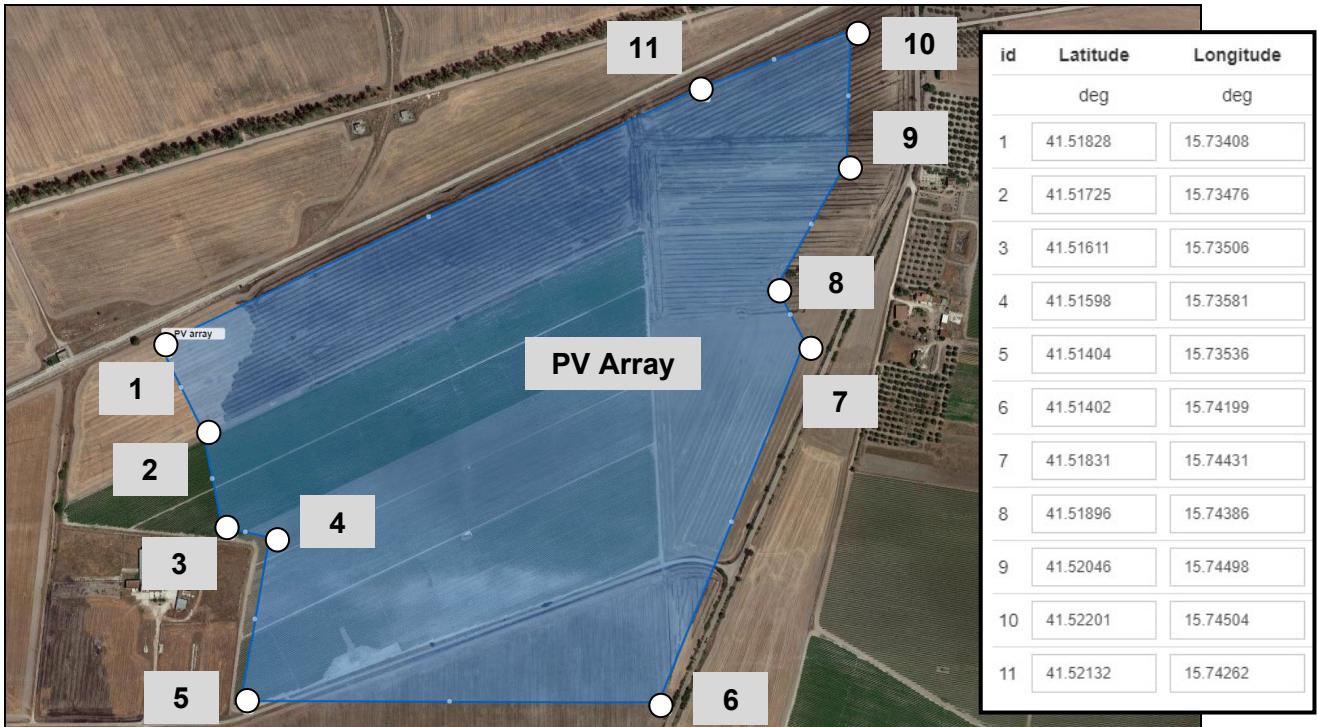 11
10
9
8
PV array
PV Array
1
7
2
4
3
5
6
id Latitude Longitude
deg deg
1 41.51828 15.73408
2 41.51725 15.73476
3 41.51611 15.73506
4 41.51598 15.73581
5 41.51404 15.73536
6 41.51402 15.74199
7 41.51831 15.74431
8 41.51896 15.74386
9 41.52046 15.74498
10 41.52201 15.74504
11 41.52132 15.74262